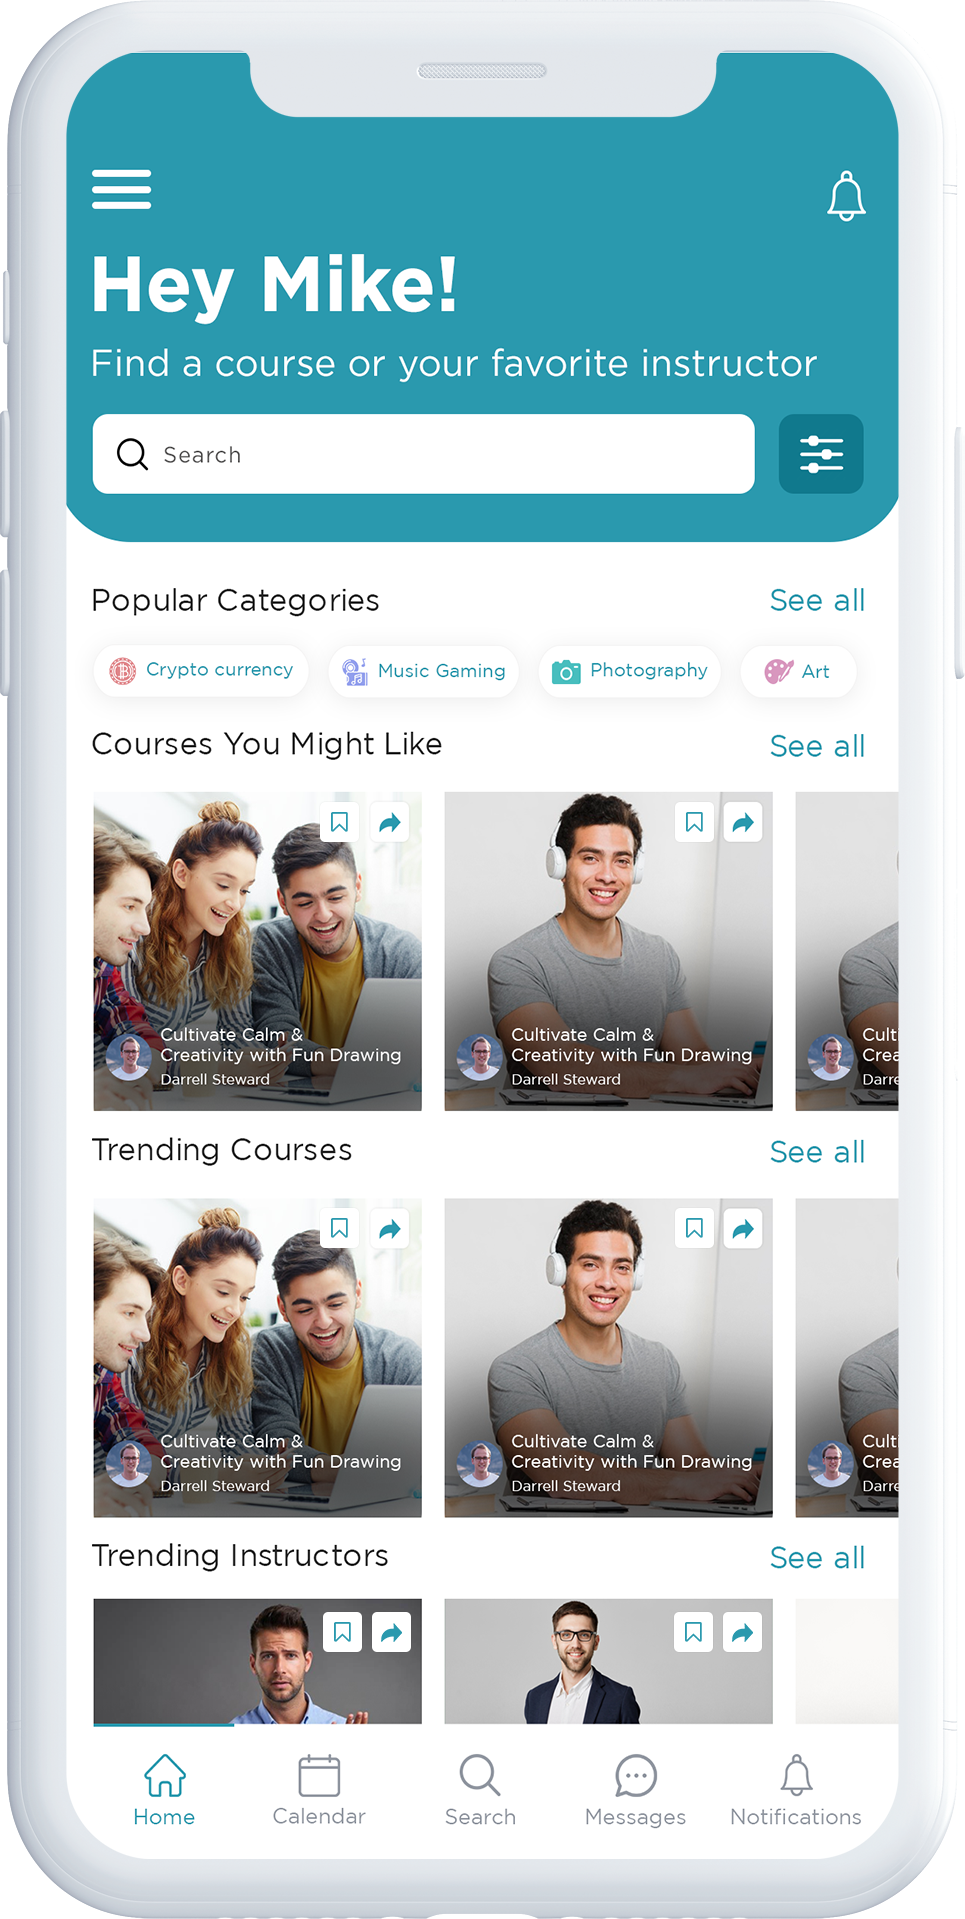 Hey Mike!
Find a course or your favorite instructor
Search
Popular Categories
See all
Crypto currency
Music Gaming
Photography
Art
Courses You Might Like
See all
Cultivate Calm &
Creativity with Fun Drawing
Darrell Steward
Cultivate Calm &
Creativity with Fun Drawing
Darrell Steward
Culti
Crea
Darre
Trending Courses
See all
Cultivate Calm &
Creativity with Fun Drawing
Darrell Steward
Cultivate Calm &
Creativity with Fun Drawing
Darrell Steward
Culti
Crea
Darre
Trending Instructors
See all
Home
Calendar
Search
Messages
Notifications